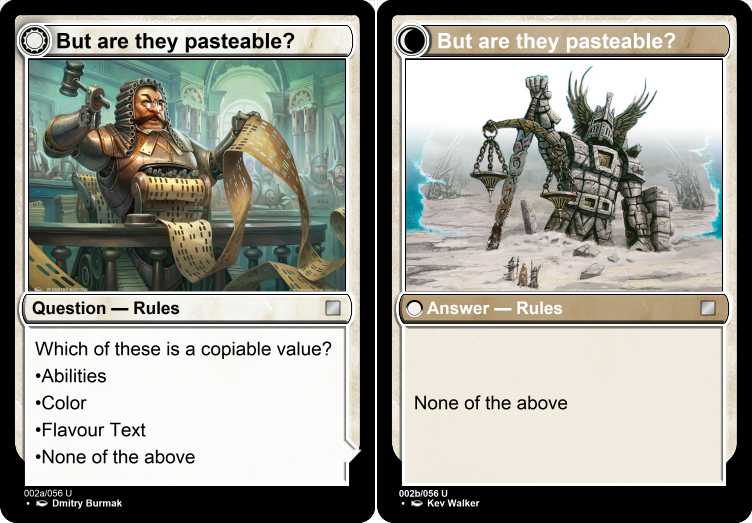 But are they pasteable?
Question — Rules
Which of these is a copiable value?
•Abilities
•Color
•Flavour Text
•None of the above
002a/056 U
• Dmitry Burmak
But are they pasteable?
Answer — Rules
None of the above
002b/056 U
• Kev Walker